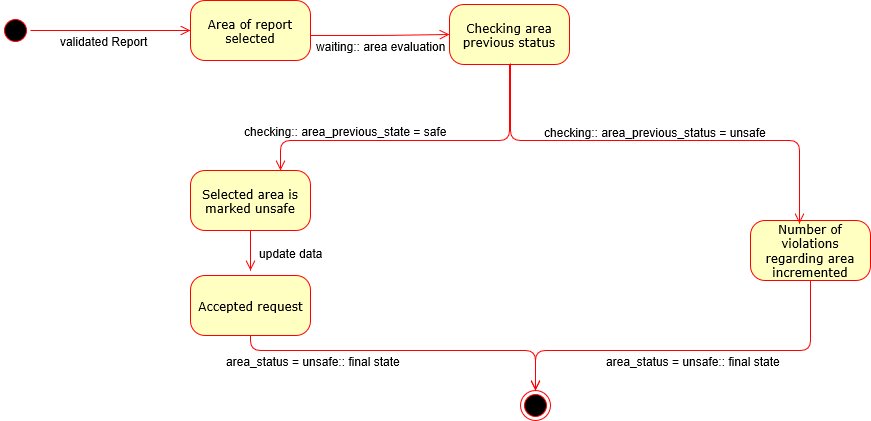 Area of report
selected
Checking area
previous status
validated Report
waiting:: area evaluation
checking:: area_previous_state = safe
checking:: area_previous_status = unsafe
Selected area is
marked unsafe
Number of
violations
regarding area
incremented
update data
Accepted request
area_status = unsafe:: final state
area_status = unsafe:: final state